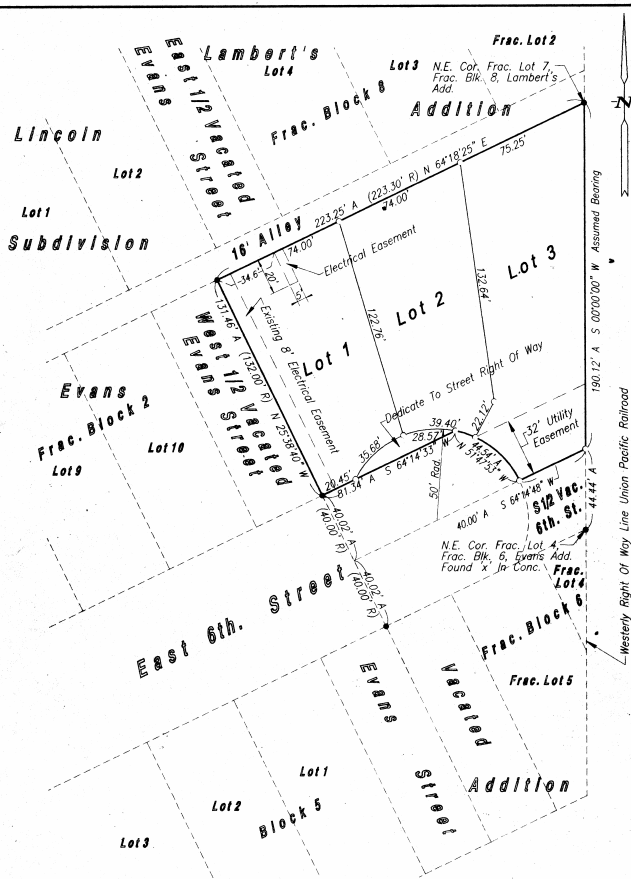 Frac. Lot 2
Lambert's
Lot 4
Lot 3
N.E. Cor. Frac. Lot 7,
Frac. Blk. 8, Lambert's
Add.
East 1/2 Vacated
Evans Street
Frac. Block 8
Addition
N
Lincoln
Lot 2
Lot 1
Subdivision
16' Alley
223.25' A (223.30' R) N 64°18'25" E
75.25'
74.00'
74.00'
Electrical Easement
34.6'
20'
5'
Existing 8' Electrical Easement
131.46' A (132.00' R) N 25°38'40" W
Lot 1
122.76'
Lot 2
132.64'
Lot 3
190.12' A S 00°00'00" W Assumed Bearing
West 1/2 Vacated
Evans Street
Evans
Frac. Block 2
Lot 10
Lot 9
Dedicate To Street Right Of Way
39.40'
22.12'
35.68'
28.57'
20.45'
81.34' A S 64°14'33" W
50' Rad.
44.54' A
N 51°47'53" W
32' Utility
Easement
40.00' A S 64°14'48" W
S1/2 Vac.
6th. St.
44.44' A
40.02' A
(40.00' R)
40.02' A
(40.00' R)
N.E. Cor. Frac. Lot 4,
Frac. Blk. 6, Evans Add.
Found 'x' In Conc.
Frac.
Lot 4
Westerly Right Of Way Line Union Pacific Railroad
East 6th. Street
Frac. Block 6
Frac. Lot 5
Evans Street
Vacated
Addition
Lot 1
Lot 2
Block 5
Lot 3